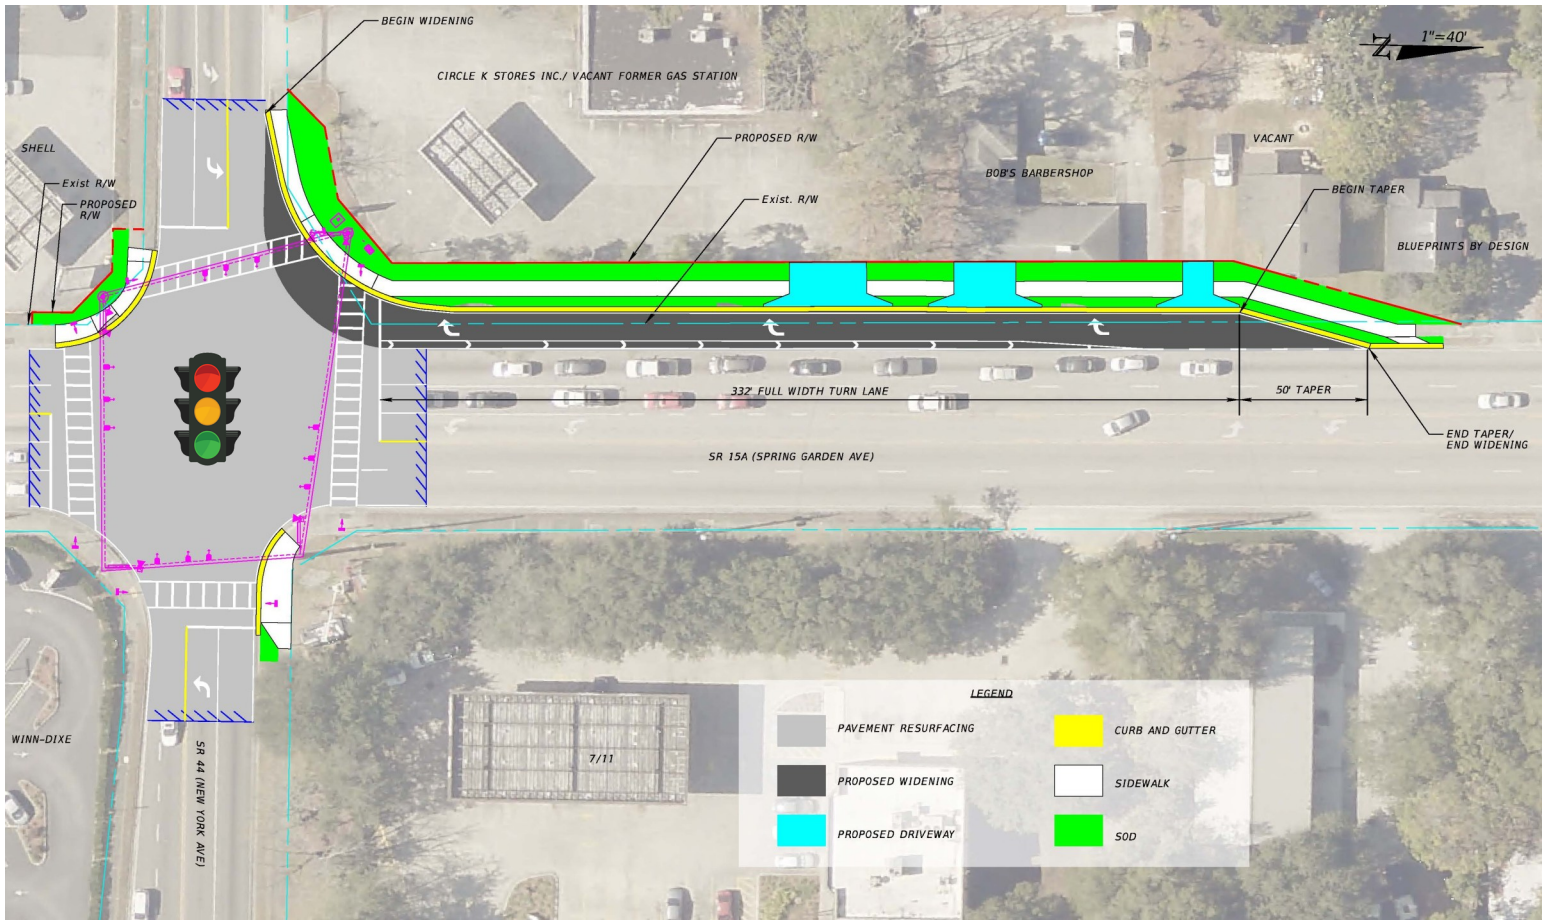 BEGIN WIDENING
1"=40'
N
CIRCLE K STORES INC./ VACANT FORMER GAS STATION
SHELL
PROPOSED R/W
VACANT
BOB'S BARBERSHOP
Exist R/W
PROPOSED
R/W
Exist. R/W
BEGIN TAPER
BLUEPRINTS BY DESIGN
332' FULL WIDTH TURN LANE
50' TAPER
END TAPER/
END WIDENING
SR 15A (SPRING GARDEN AVE)
WINN-DIXE
SR 44 (NEW YORK AVE)
7/11
LEGEND
PAVEMENT RESURFACING
CURB AND GUTTER
PROPOSED WIDENING
SIDEWALK
PROPOSED DRIVEWAY
SOD